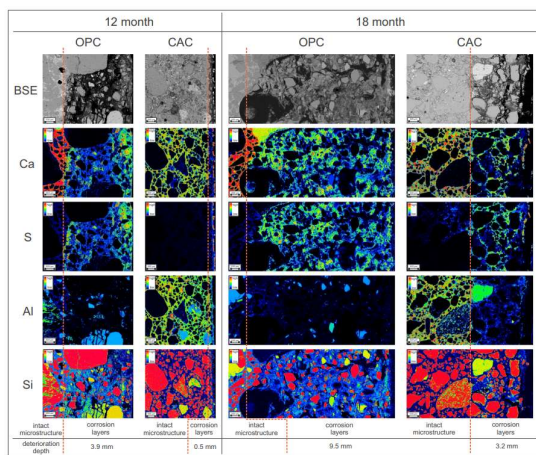 12 month 18 month
OPC CAC OPC CAC
BSE
Ca
S
Al
Si
intact microstructure corrosion layers intact microstructure corrosion layers intact microstructure corrosion layers intact microstructure corrosion layers
deterioration depth 3.9 mm 0.5 mm 9.5 mm 3.2 mm